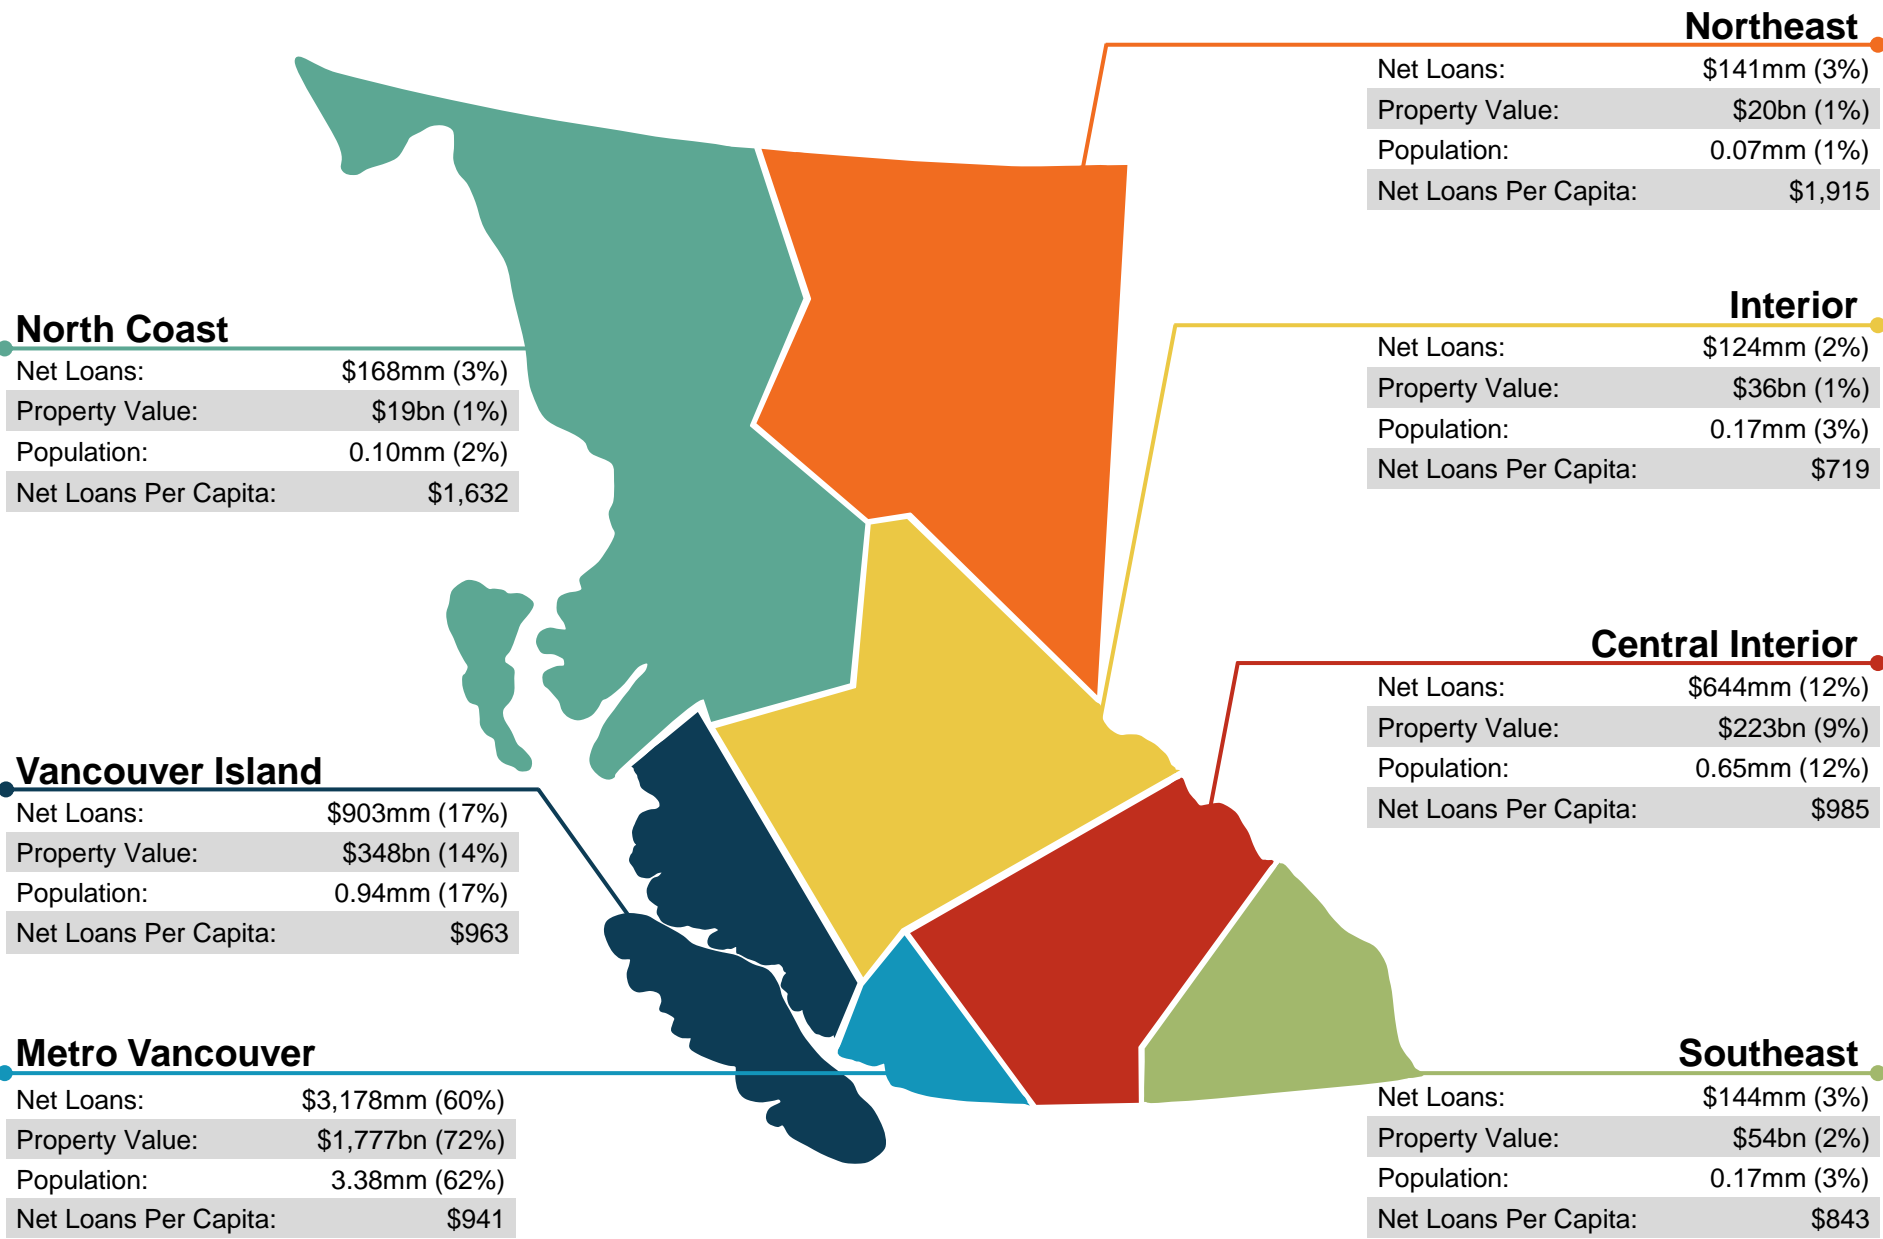 Northeast
Net Loans: $141mm (3%)
Property Value: $20bn (1%)
Population: 0.07mm (1%)
Net Loans Per Capita: $1,915
Interior
Net Loans: $124mm (2%)
Property Value: $36bn (1%)
Population: 0.17mm (3%)
Net Loans Per Capita: $719
North Coast
Net Loans: $168mm (3%)
Property Value: $19bn (1%)
Population: 0.10mm (2%)
Net Loans Per Capita: $1,632
Central Interior
Net Loans: $644mm (12%)
Property Value: $223bn (9%)
Population: 0.65mm (12%)
Net Loans Per Capita: $985
Vancouver Island
Net Loans: $903mm (17%)
Property Value: $348bn (14%)
Population: 0.94mm (17%)
Net Loans Per Capita: $963
Metro Vancouver
Net Loans: $3,178mm (60%)
Property Value: $1,777bn (72%)
Population: 3.38mm (62%)
Net Loans Per Capita: $941
Southeast
Net Loans: $144mm (3%)
Property Value: $54bn (2%)
Population: 0.17mm (3%)
Net Loans Per Capita: $843